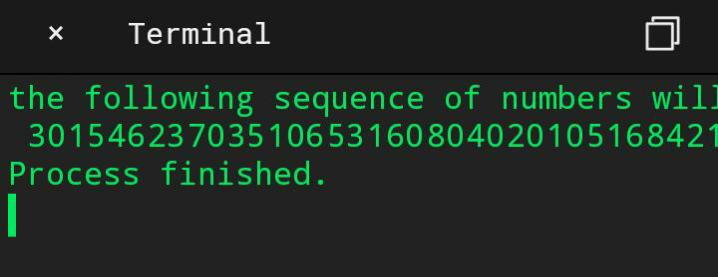 × Terminal
the following sequence of numbers will
30154623703510653160804020105168421
Process finished.